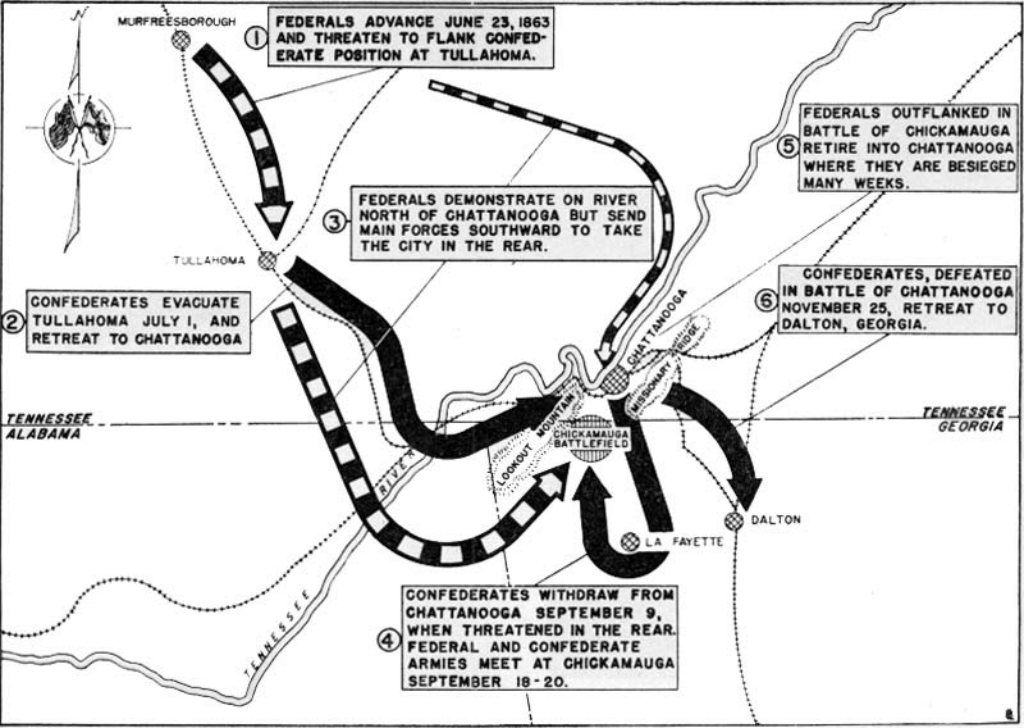 N
MURFREESBOROUGH
1
FEDERALS ADVANCE JUNE 23, 1863
AND THREATEN TO FLANK CONFED-
ERATE POSITION AT TULLAHOMA.
5
FEDERALS OUTFLANKED IN
BATTLE OF CHICKAMAUGA
RETIRE INTO CHATTANOOGA
WHERE THEY ARE BESIEGED
MANY WEEKS.
3
FEDERALS DEMONSTRATE ON RIVER
NORTH OF CHATTANOOGA BUT SEND
MAIN FORCES SOUTHWARD TO TAKE
THE CITY IN THE REAR.
TULLAHOMA
2
CONFEDERATES EVACUATE
TULLAHOMA JULY 1, AND
RETREAT TO CHATTANOOGA
6
CONFEDERATES, DEFEATED
IN BATTLE OF CHATTANOOGA
NOVEMBER 25, RETREAT TO
DALTON, GEORGIA.
CHATTANOOGA
MISSIONARY RIDGE
TENNESSEE
ALABAMA
TENNESSEE
GEORGIA
LOOKOUT MOUNTAIN
CHICKAMAUGA
BATTLEFIELD
TENNESSEE RIVER
DALTON
LA FAYETTE
4
CONFEDERATES WITHDRAW FROM
CHATTANOOGA SEPTEMBER 9,
WHEN THREATENED IN THE REAR.
FEDERAL AND CONFEDERATE
ARMIES MEET AT CHICKAMAUGA
SEPTEMBER 18-20.